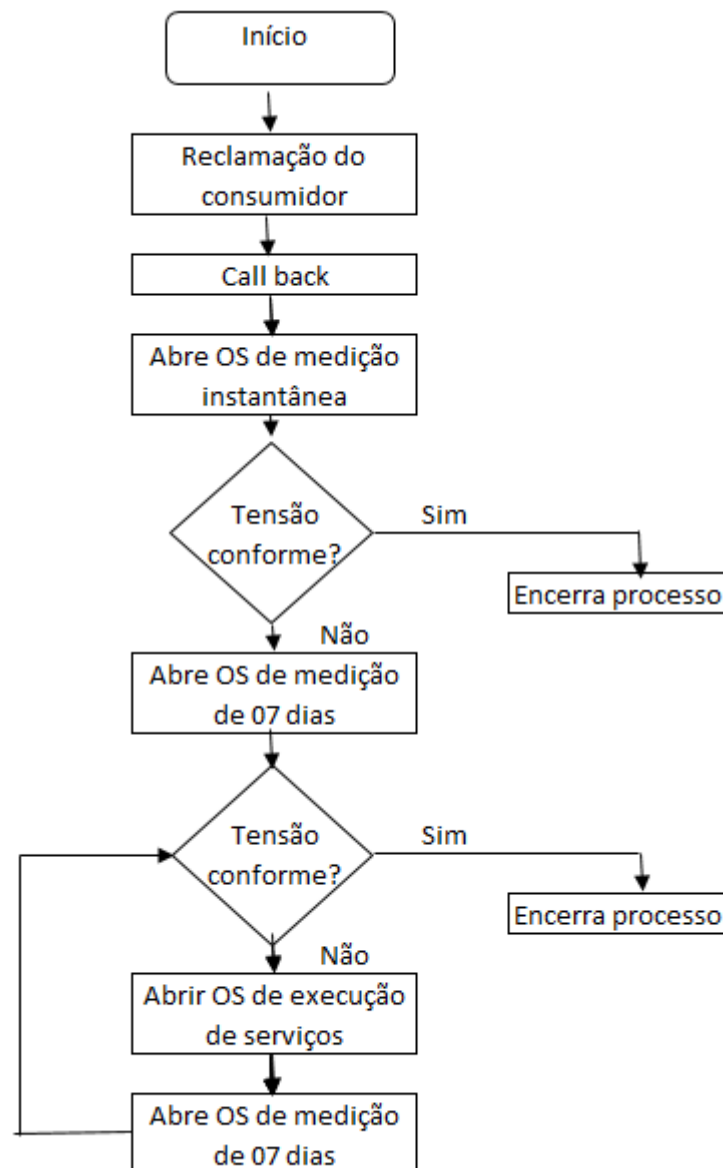 Início
Reclamação do
consumidor
Call back
Abre OS de medição
instantânea
Tensão
conforme?
Sim
Encerra processo
Não
Abre OS de medição
de 07 dias
Tensão
conforme?
Sim
Encerra processo
Não
Abrir OS de execução
de serviços
Abre OS de medição
de 07 dias